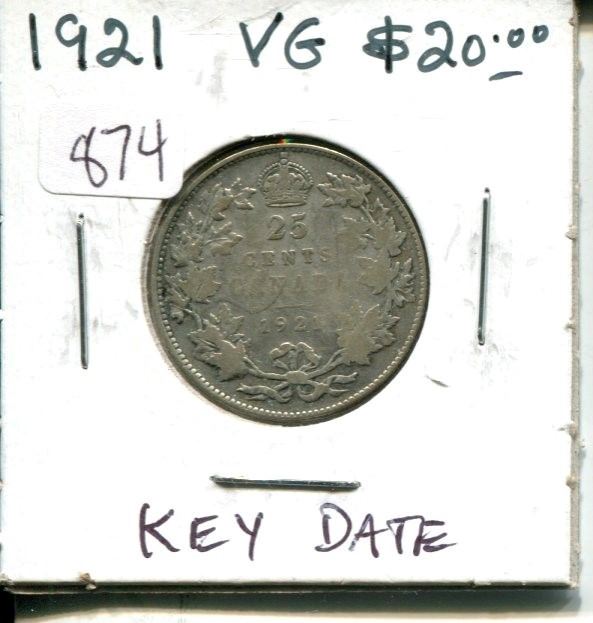 1921 VG $20.00
874
25
CENTS
CANADA
1921
KEY DATE